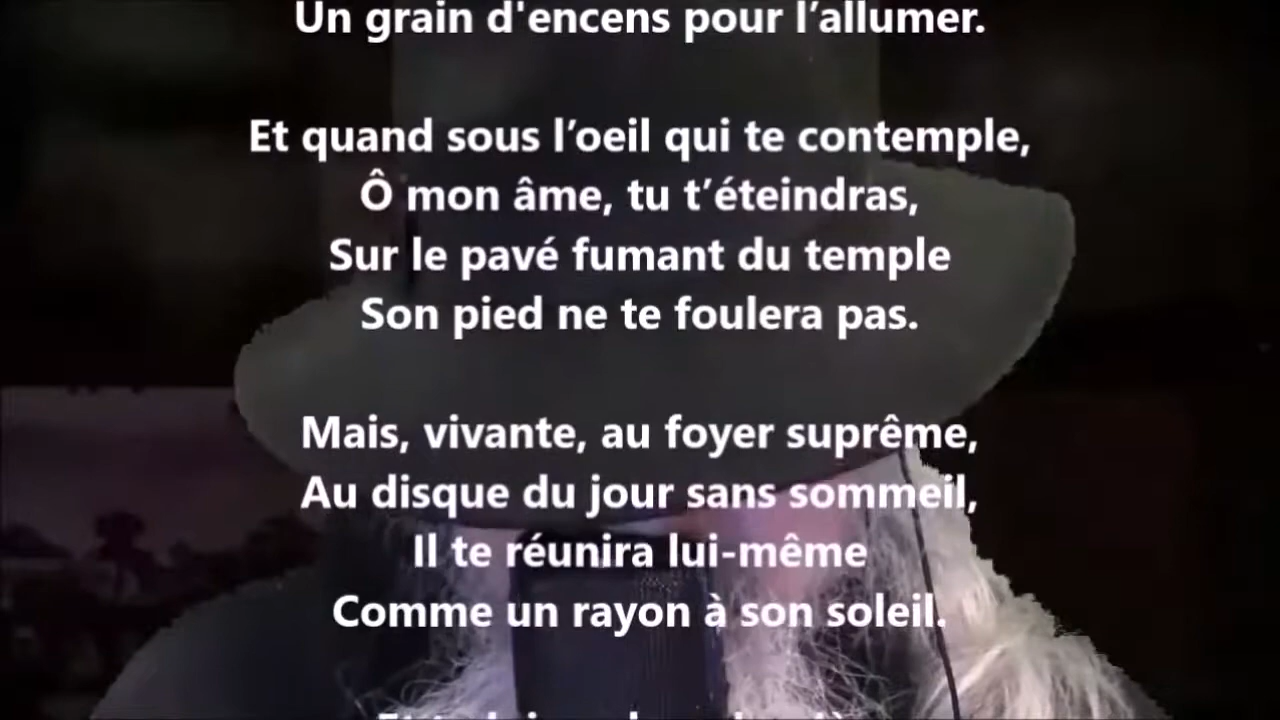 Un grain d'encens pour l’allumer.
Et quand sous l’oeil qui te contemple,
Ô mon âme, tu t’éteindras,
Sur le pavé fumant du temple
Son pied ne te foulera pas.
Mais, vivante, au foyer suprême,
Au disque du jour sans sommeil,
Il te réunira lui-même
Comme un rayon à son soleil.